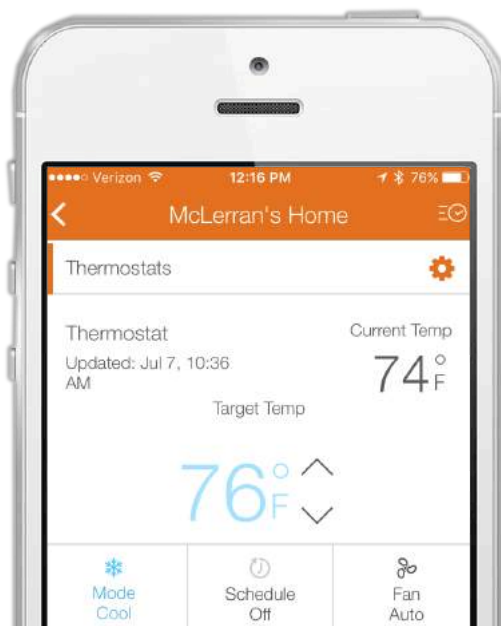 Verizon 12:16 PM 76%
McLerran's Home
Thermostats
Thermostat
Current Temp
Updated: Jul 7, 10:36
AM
74°F
Target Temp
76°F
Mode
Cool
Schedule
Off
Fan
Auto